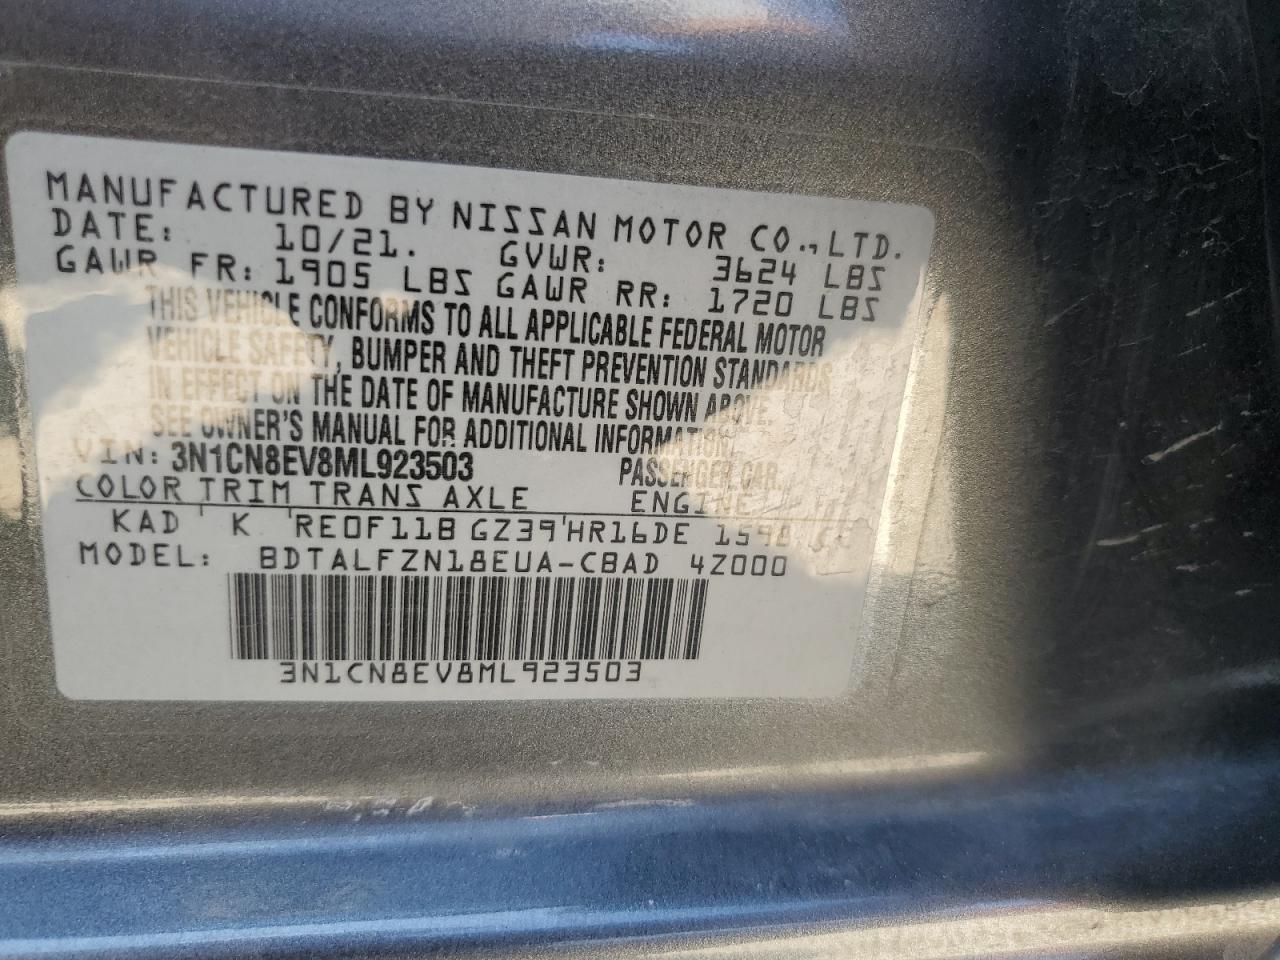 MANUFACTURED BY NISSAN MOTOR CO., LTD.
DATE: 10/21. GVWR: 3624 LBS
GAWR FR: 1905 LBS GAWR RR: 1720 LBS
THIS VEHICLE CONFORMS TO ALL APPLICABLE FEDERAL MOTOR
VEHICLE SAFETY, BUMPER AND THEFT PREVENTION STANDARDS
IN EFFECT ON THE DATE OF MANUFACTURE SHOWN ABOVE.
SEE OWNER'S MANUAL FOR ADDITIONAL INFORMATION.
VIN: 3N1CN8EV8ML923503 PASSENGER CAR.
COLOR TRIM TRANS AXLE ENGINE
KAD K RE0F11B GZ39 HR16DE 1598
MODEL: BDTALFZN18EUA-CBAD 4Z000
3N1CN8EV8ML923503